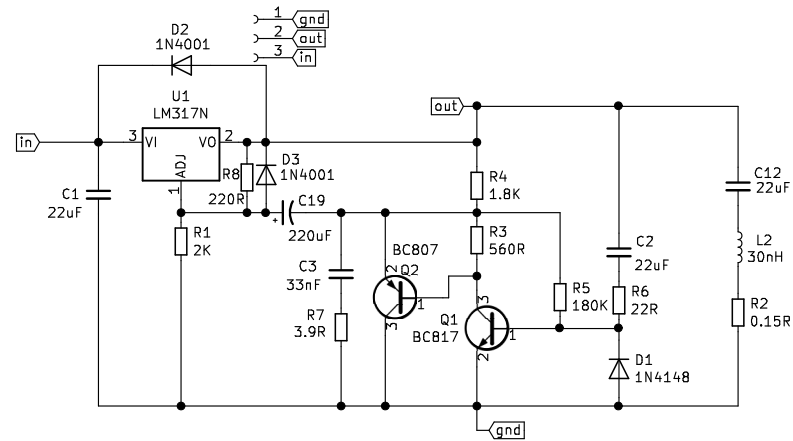 1 gnd
2 out
3 in
D2
1N4001
U1
LM317N
in
3 VI VO 2
ADJ
1
C1
22uF
R8
220R
D3
1N4001
R1
2K
+
C19
220uF
C3
33nF
R7
3.9R
BC807
Q2
2
1
3
out
R4
1.8K
R3
560R
Q1
BC817
3
1
2
R5
180K
C2
22uF
R6
22R
D1
1N4148
C12
22uF
L2
30nH
R2
0.15R
gnd